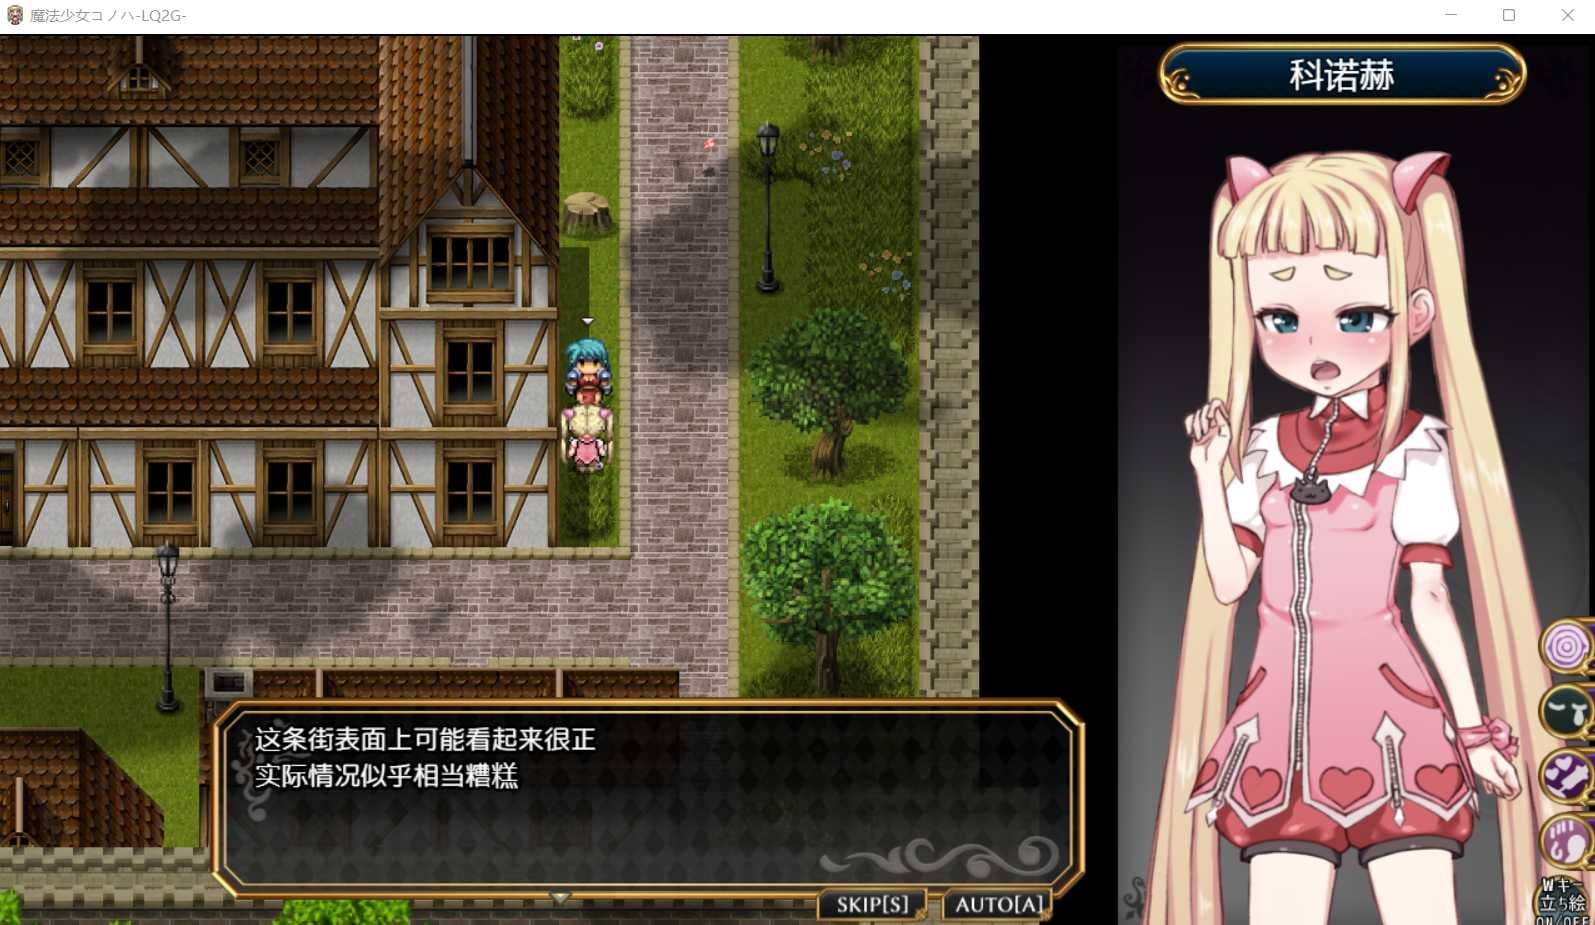 魔法少女コノハ-LQ2G-
科诺赫
这条街表面上可能看起来很正
实际情况似乎相当糟糕
SKIP[S]
AUTO[A]
Wキー
立ち絵
ON/OFF